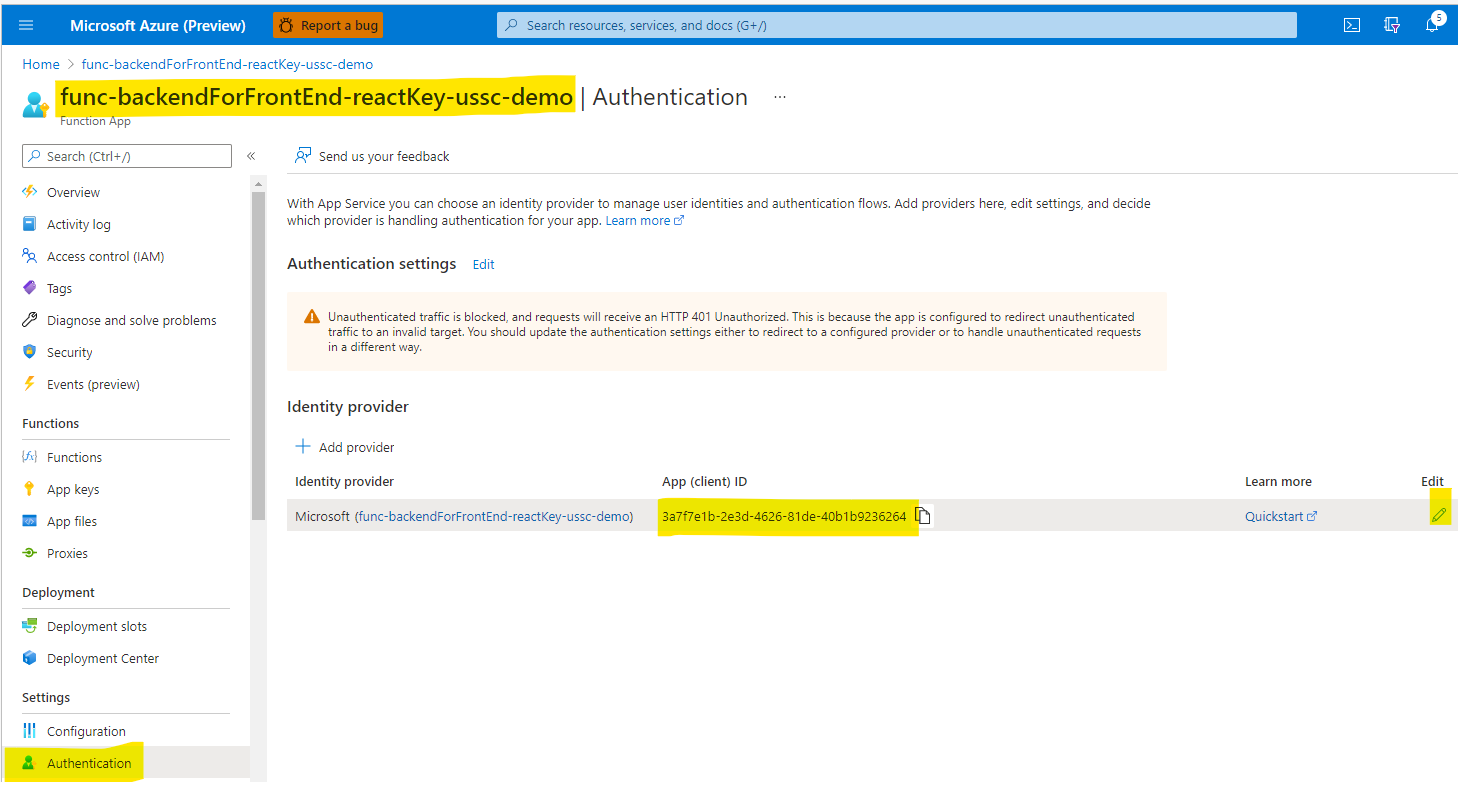 Microsoft Azure (Preview)
Report a bug
Search resources, services, and docs (G+/)
5
Home > func-backendForFrontEnd-reactKey-ussc-demo
func-backendForFrontEnd-reactKey-ussc-demo | Authentication ...
Function App
Search (Ctrl+/)
«
Overview
Activity log
Access control (IAM)
Tags
Diagnose and solve problems
Security
Events (preview)
Functions
Functions
App keys
App files
Proxies
Deployment
Deployment slots
Deployment Center
Settings
Configuration
Authentication
Send us your feedback
With App Service you can choose an identity provider to manage user identities and authentication flows. Add providers here, edit settings, and decide
which provider is handling authentication for your app. Learn more
Authentication settings Edit
Unauthenticated traffic is blocked, and requests will receive an HTTP 401 Unauthorized. This is because the app is configured to redirect unauthenticated
traffic to an invalid target. You should update the authentication settings either to redirect to a configured provider or to handle unauthenticated requests
in a different way.
Identity provider
Add provider
Identity provider App (client) ID Learn more Edit
Microsoft (func-backendForFrontEnd-reactKey-ussc-demo) 3a7f7e1b-2e3d-4626-81de-40b1b9236264 Quickstart